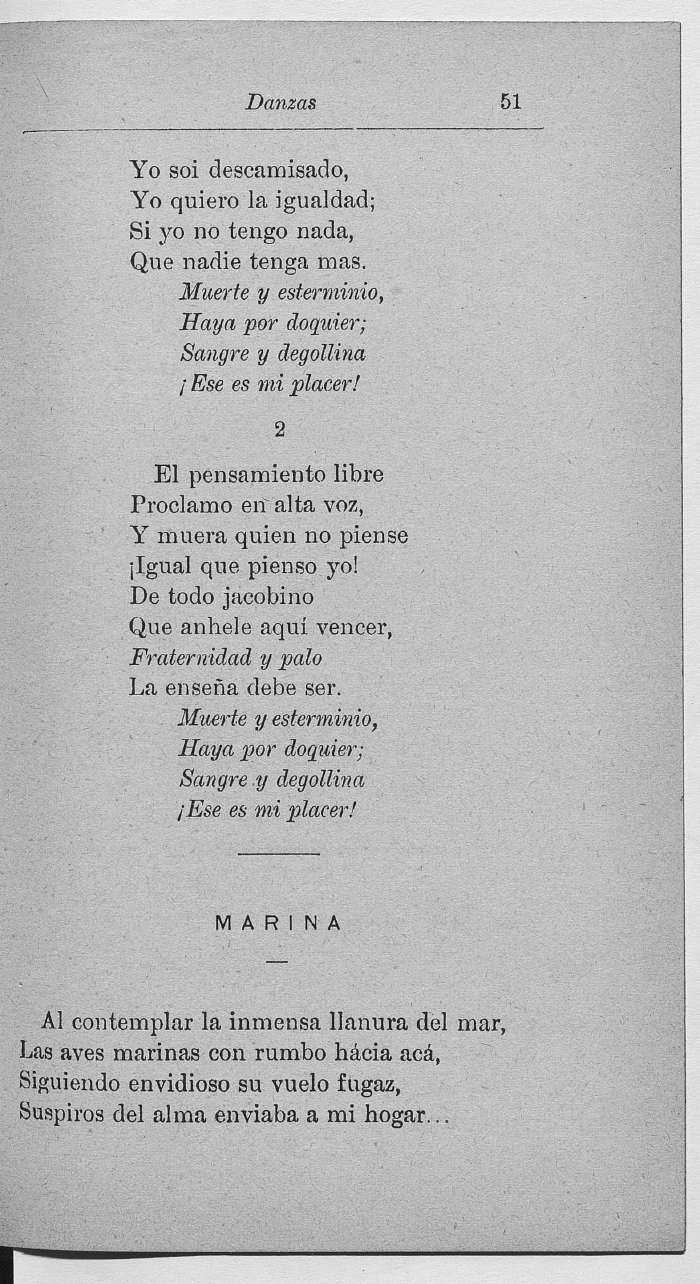 Danzas 51
Yo soi descamisado,
Yo quiero la igualdad;
Si yo no tengo nada,
Que nadie tenga mas.
Muerte y esterminio,
Haya por doquier;
Sangre y degollina
¡Ese es mi placer!
2
El pensamiento libre
Proclamo en alta voz,
Y muera quien no piense
¡Igual que pienso yo!
De todo jacobino
Que anhele aquí vencer,
Fraternidad y palo
La enseña debe ser.
Muerte y esterminio,
Haya por doquier;
Sangre y degollina
¡Ese es mi placer!
MARINA
Al contemplar la inmensa llanura del mar,
Las aves marinas con rumbo hácia acá,
Siguiendo envidioso su vuelo fugaz,
Suspiros del alma enviaba a mi hogar...